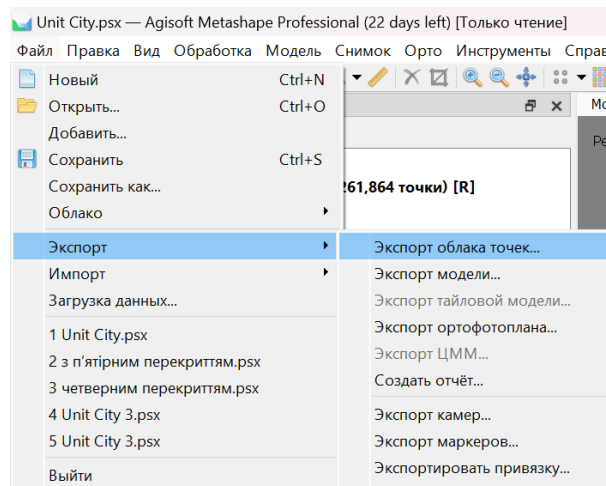 Unit City.psx — Agisoft Metashape Professional (22 days left) [Только чтение]
Файл Правка Вид Обработка Модель Снимок Орто Инструменты Справ
Новый Ctrl+N
Открыть... Ctrl+O
Добавить...
Сохранить Ctrl+S
Сохранить как...
Облако
Экспорт
Импорт
Загрузка данных...
1 Unit City.psx
2 з п’ятірним перекриттям.psx
3 четверним перекриттям.psx
4 Unit City 3.psx
5 Unit City 3.psx
Выйти
261,864 точки) [R]
Мо
Ре
Экспорт облака точек...
Экспорт модели...
Экспорт тайловой модели...
Экспорт ортофотоплана...
Экспорт ЦММ...
Создать отчёт...
Экспорт камер...
Экспорт маркеров...
Экспортировать привязку...